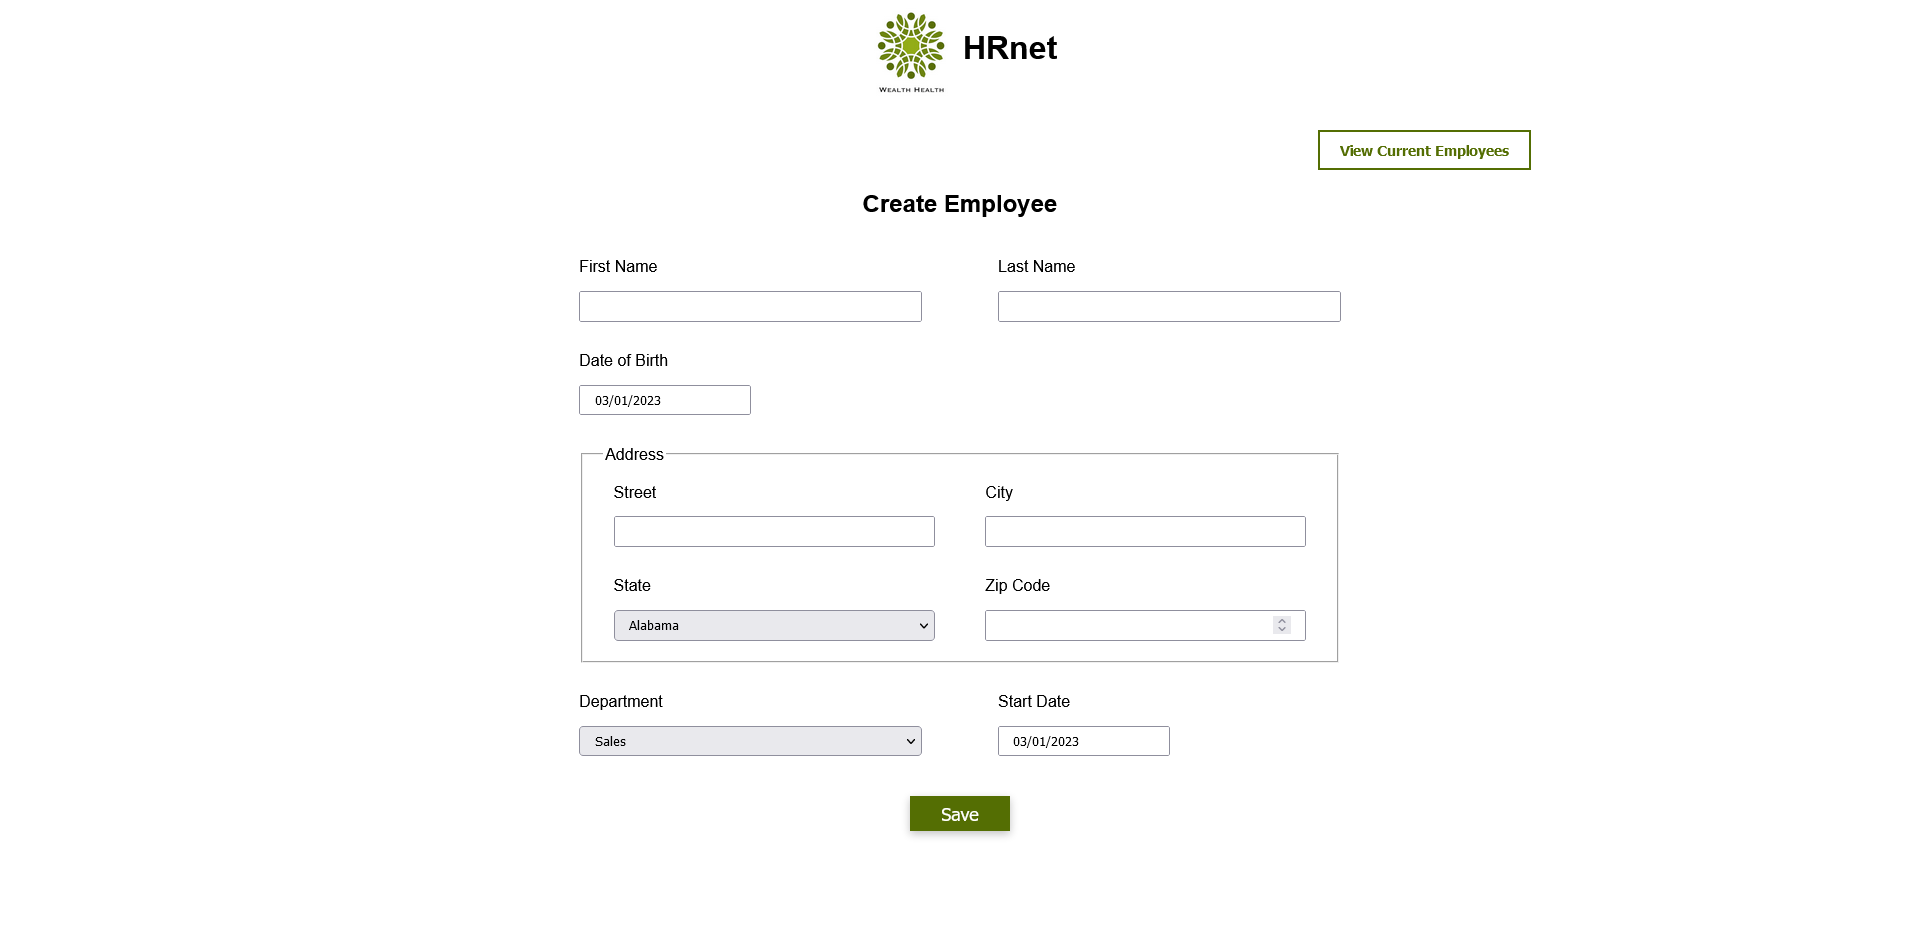 HRnet
WEALTH HEALTH
View Current Employees
Create Employee
First Name
Last Name
Date of Birth
03/01/2023
Address
Street
City
State
Zip Code
Alabama
Department
Start Date
Sales
03/01/2023
Save